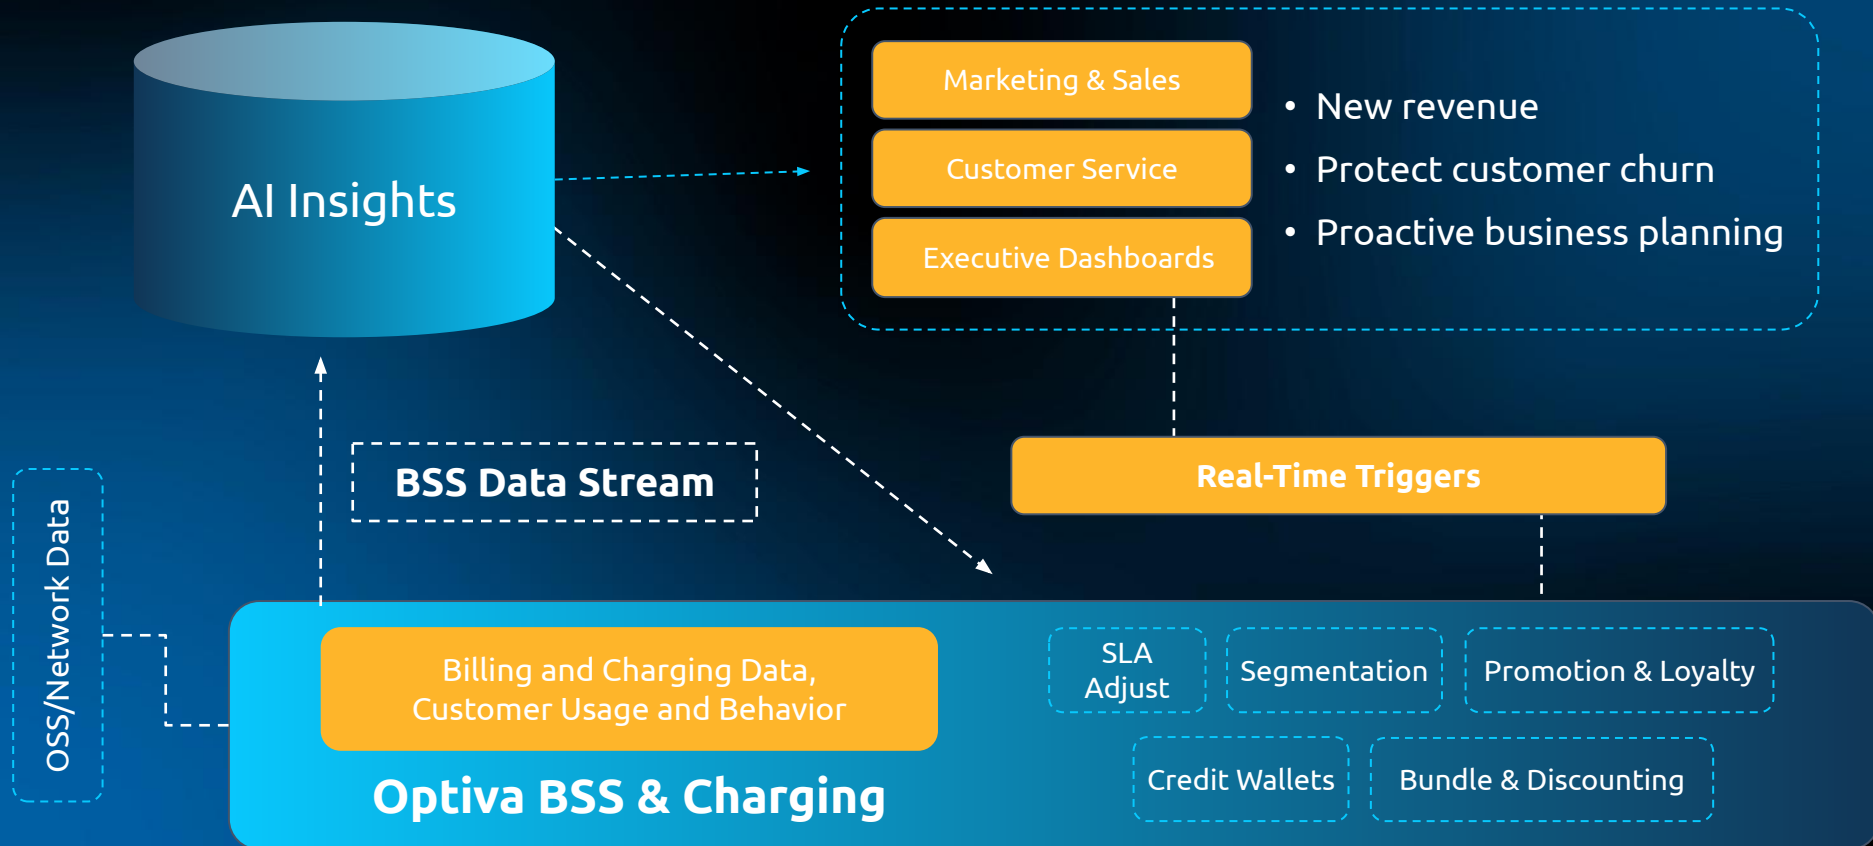 AI Insights
Marketing & Sales
Customer Service
Executive Dashboards
• New revenue
• Protect customer churn
• Proactive business planning
BSS Data Stream
Real-Time Triggers
OSS/Network Data
Billing and Charging Data,
Customer Usage and Behavior
Optiva BSS & Charging
SLA
Adjust
Segmentation
Promotion & Loyalty
Credit Wallets
Bundle & Discounting